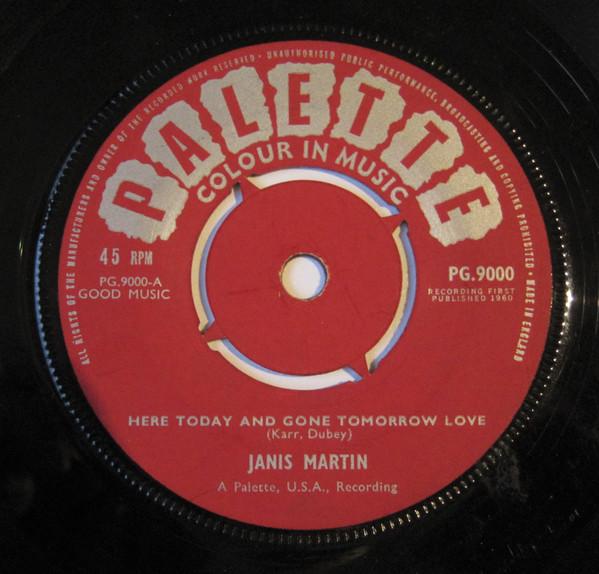 ALL RIGHTS OF THE MANUFACTURERS AND OWNER OF THE RECORDED WORK RESERVED · UNAUTHORISED PUBLIC PERFORMANCE, BROADCASTING AND COPYING PROHIBITED · MADE IN ENGLAND
PALETTE
COLOUR IN MUSIC
45 RPM
PG.9000-A
GOOD MUSIC
PG.9000
RECORDING FIRST
PUBLISHED 1960
HERE TODAY AND GONE TOMORROW LOVE
(Karr, Dubey)
JANIS MARTIN
A Palette, U.S.A., Recording